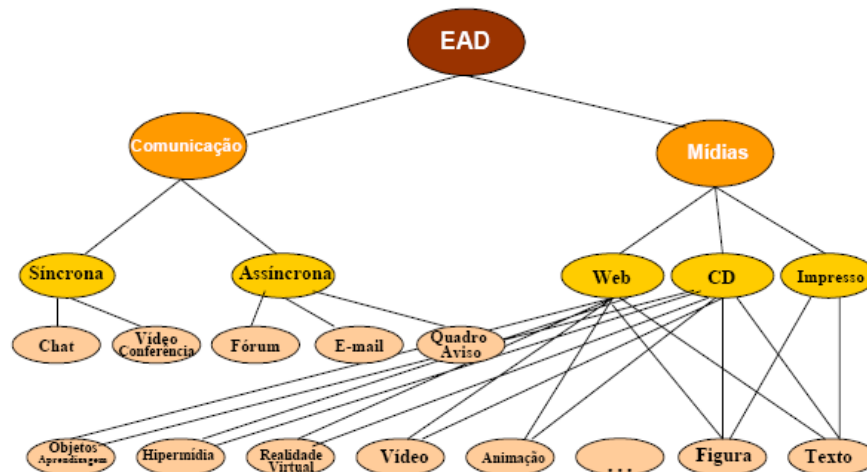 EAD
Comunicação
Mídias
Síncrona
Assíncrona
Web
CD
Impresso
Chat
Vídeo
Conferência
Fórum
E-mail
Quadro
Aviso
Objetos
Aprendizagem
Hipermídia
Realidade
Virtual
Vídeo
Animação
...
Figura
Texto